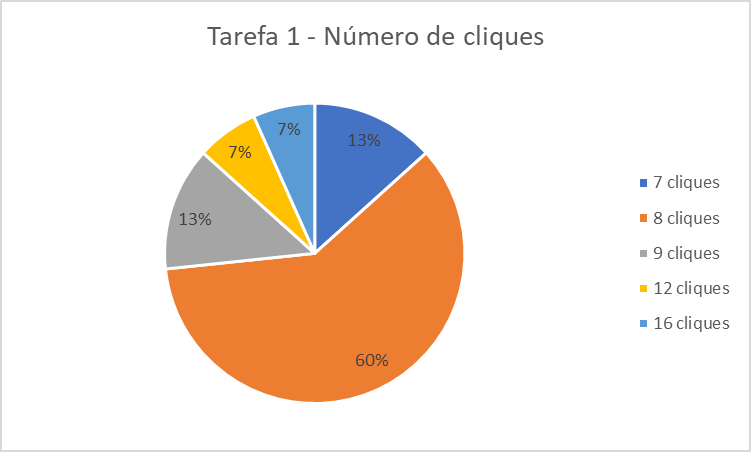 Tarefa 1 - Número de cliques
7%
13%
7%
13%
60%
7 cliques
8 cliques
9 cliques
12 cliques
16 cliques